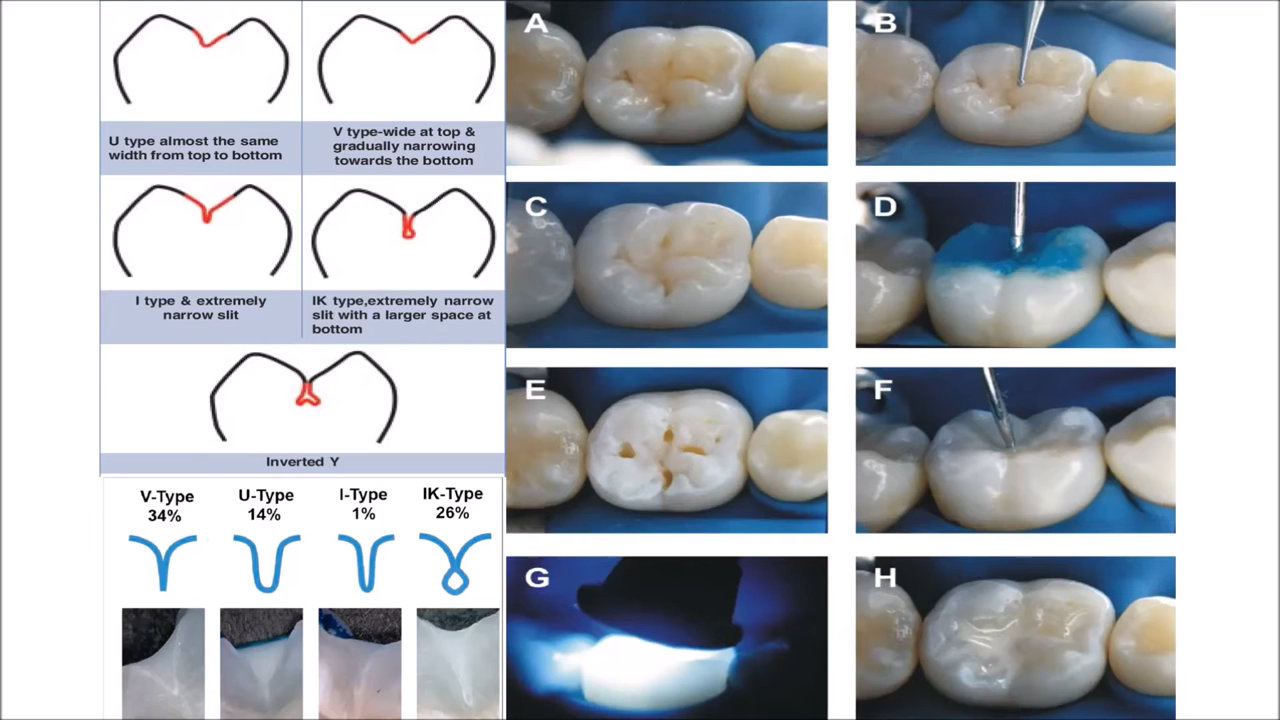 U type almost the same
width from top to bottom
V type-wide at top &
gradually narrowing
towards the bottom
I type & extremely
narrow slit
IK type,extremely narrow
slit with a larger space at
bottom
Inverted Y
V-Type
34%
U-Type
14%
I-Type
1%
IK-Type
26%
A
B
C
D
E
F
G
H